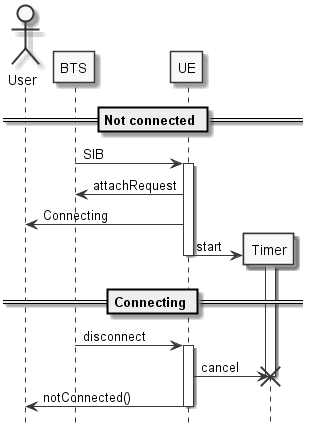 User
BTS
UE
Not connected
SIB
attachRequest
Connecting
start
Timer
Connecting
disconnect
cancel
notConnected()